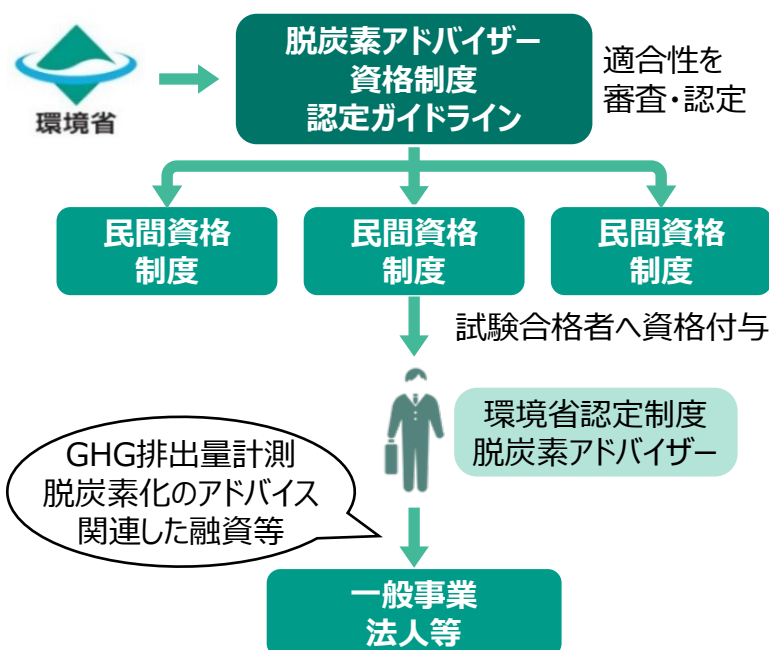 環境省
脱炭素アドバイザー
資格制度
認定ガイドライン
適合性を
審査・認定
民間資格
制度
民間資格
制度
民間資格
制度
試験合格者へ資格付与
環境省認定制度
脱炭素アドバイザー
GHG排出量計測
脱炭素化のアドバイス
関連した融資等
一般事業
法人等